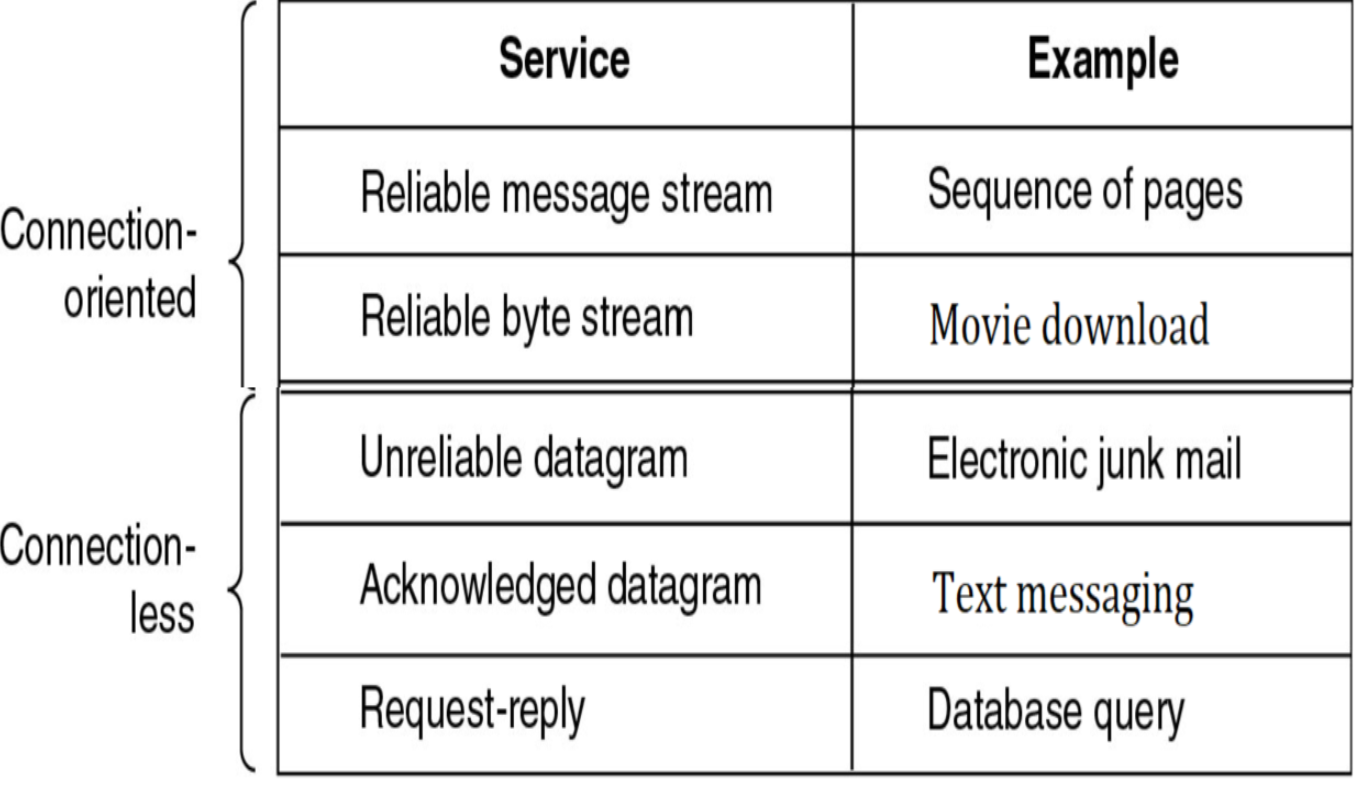 Service Example
Reliable message stream Sequence of pages
Connection-
oriented
Reliable byte stream Movie download
Unreliable datagram Electronic junk mail
Connection-
less
Acknowledged datagram Text messaging
Request-reply Database query